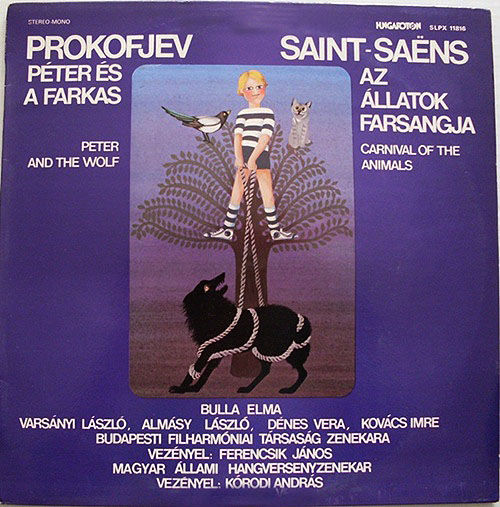 STEREO-MONO
HUNGAROTON SLPX 11816
PROKOFJEV
PÉTER ÉS
A FARKAS
PETER
AND THE WOLF
SAINT-SAËNS
AZ
ÁLLATOK
FARSANGJA
CARNIVAL OF THE
ANIMALS
BULLA ELMA
VARSÁNYI LÁSZLÓ, ALMÁSY LÁSZLÓ, DÉNES VERA, KOVÁCS IMRE
BUDAPESTI FILHARMÓNIAI TÁRSASÁG ZENEKARA
VEZÉNYEL: FERENCSIK JÁNOS
MAGYAR ÁLLAMI HANGVERSENYZENEKAR
VEZÉNYEL: KÓRODI ANDRÁS